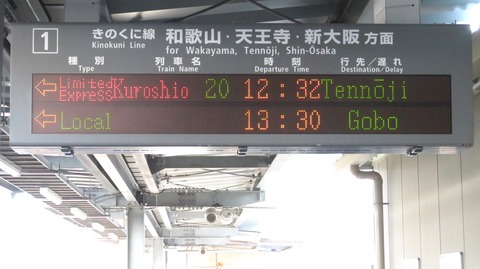 1 きのくに線 和歌山・天王寺・新大阪 方面
Kinokuni Line for Wakayama, Tennōji, Shin-Ōsaka
種別 列車名 時刻 行先/遅れ
Type Train Name Departure Time Destination/Delay
←Limited Express Kuroshio 20 12:32 Tennōji
←Local 13:30 Gobo